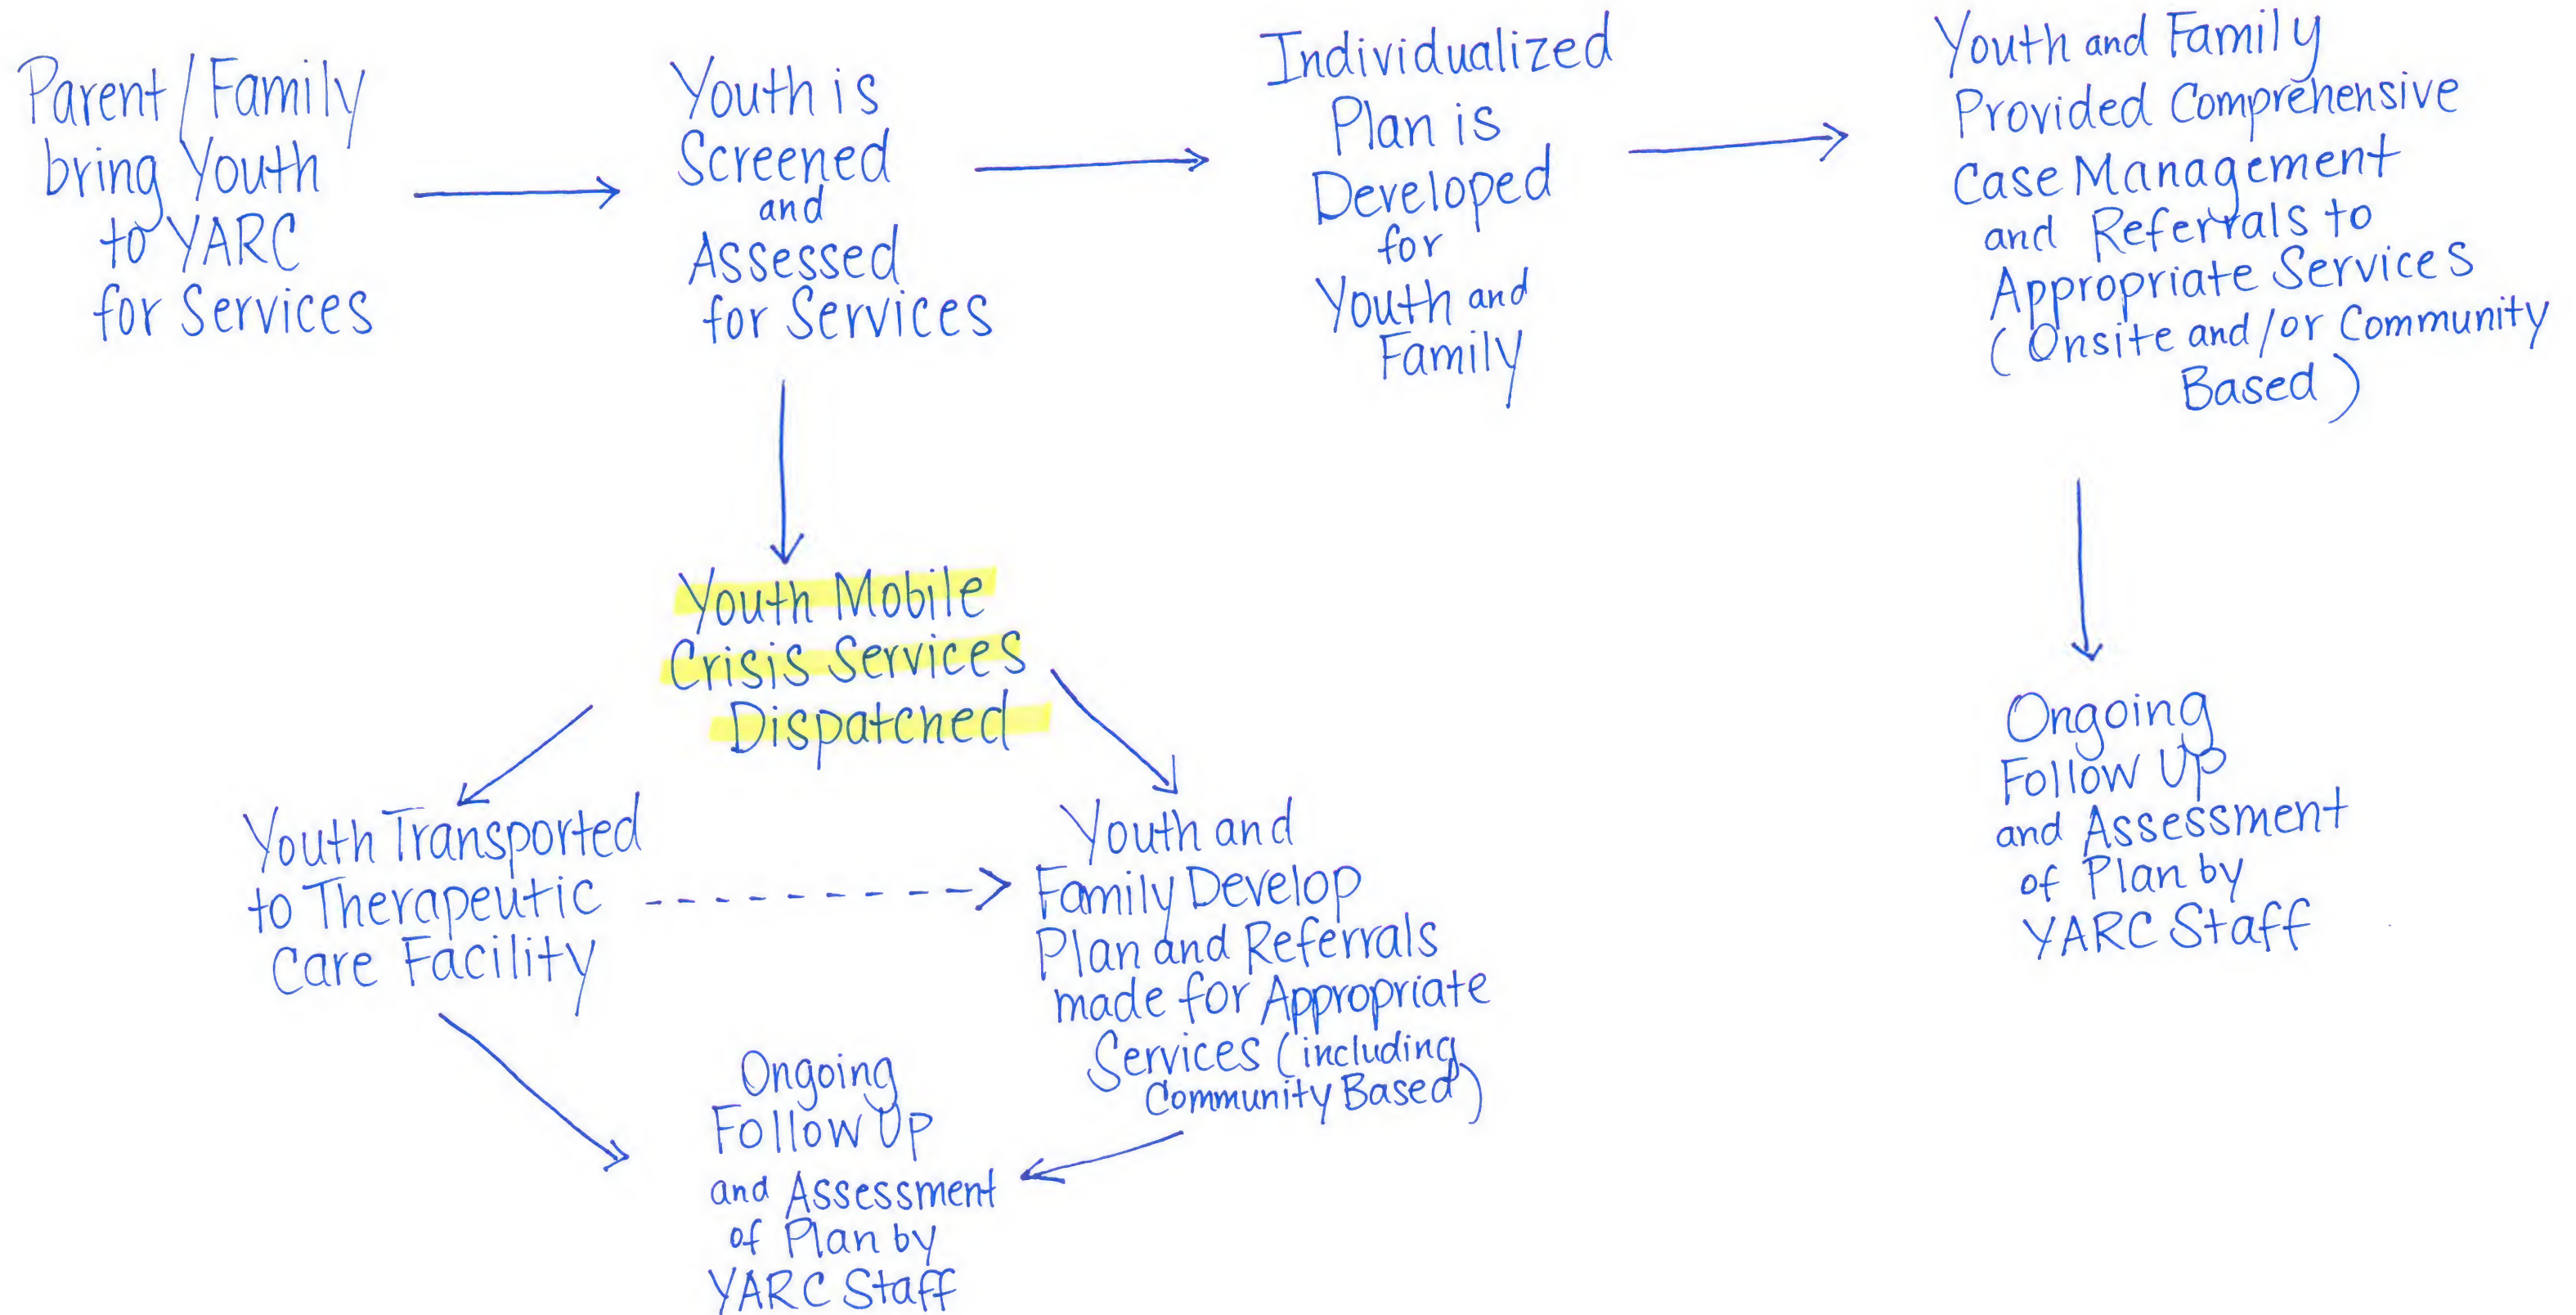 Parent/Family
bring Youth
to YARC
for Services
Youth is
Screened
and
Assessed
for Services
Individualized
Plan is
Developed
for
Youth and
Family
Youth and Family
Provided Comprehensive
Case Management
and Referrals to
Appropriate Services
(Onsite and/or Community
Based)
Youth Mobile
Crisis Services
Dispatched
Youth Transported
to Therapeutic
Care Facility
Youth and
Family Develop
Plan and Referrals
made for Appropriate
Services (including
Community Based)
Ongoing
Follow Up
and Assessment
of Plan by
YARC Staff
Ongoing
Follow Up
and Assessment
of Plan by
YARC Staff